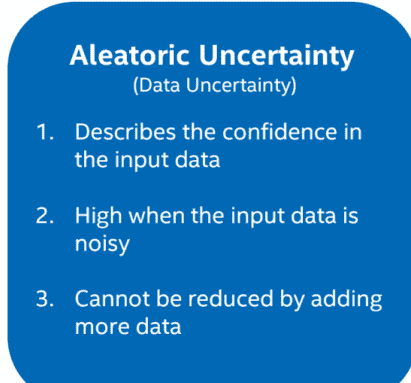 Aleatoric Uncertainty
(Data Uncertainty)
1. Describes the confidence in
the input data
2. High when the input data is
noisy
3. Cannot be reduced by adding
more data